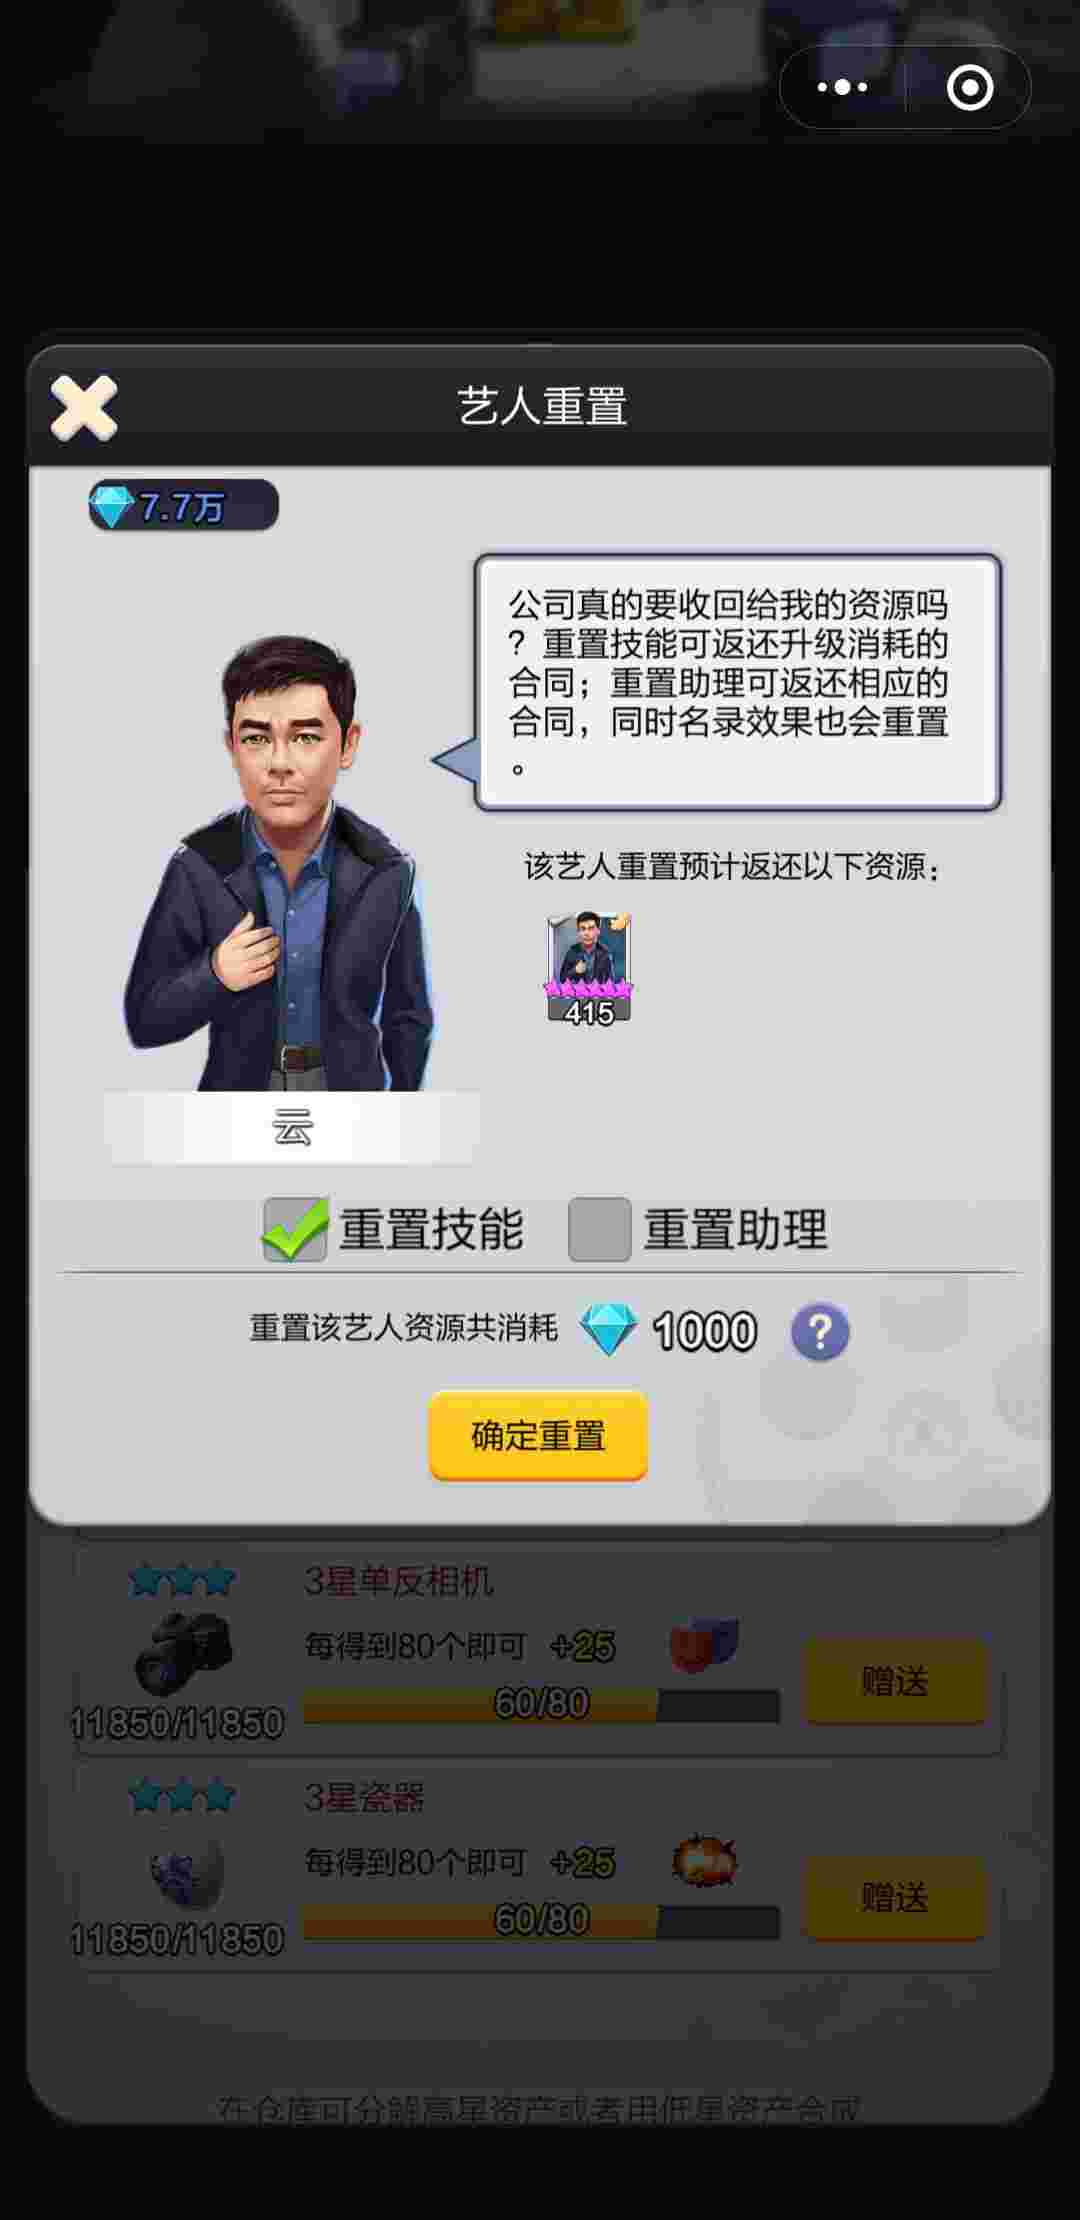 艺人重置
7.7万
公司真的要收回给我的资源吗
？重置技能可返还升级消耗的
合同；重置助理可返还相应的
合同，同时名录效果也会重置
。
该艺人重置预计返还以下资源：
415
云
重置技能 重置助理
重置该艺人资源共消耗 1000 ?
确定重置
3星单反相机
每得到80个即可 +25
11850/11850 60/80 赠送
3星瓷器
每得到80个即可 +25
11850/11850 60/80 赠送
在仓库可分解高星资产或者用低星资产合成